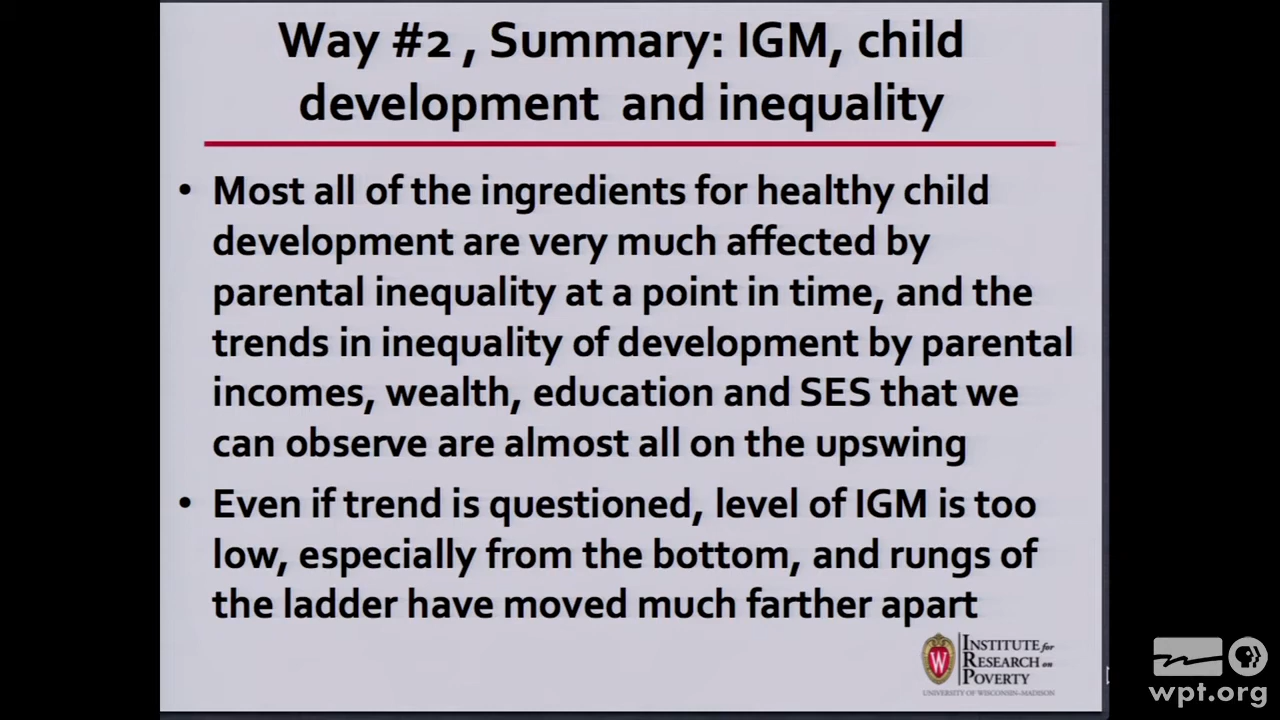 Way #2 , Summary: IGM, child
development and inequality
• Most all of the ingredients for healthy child
development are very much affected by
parental inequality at a point in time, and the
trends in inequality of development by parental
incomes, wealth, education and SES that we
can observe are almost all on the upswing
• Even if trend is questioned, level of IGM is too
low, especially from the bottom, and rungs of
the ladder have moved much farther apart
W
INSTITUTE for
RESEARCH on
POVERTY
UNIVERSITY OF WISCONSIN–MADISON
wpt.org